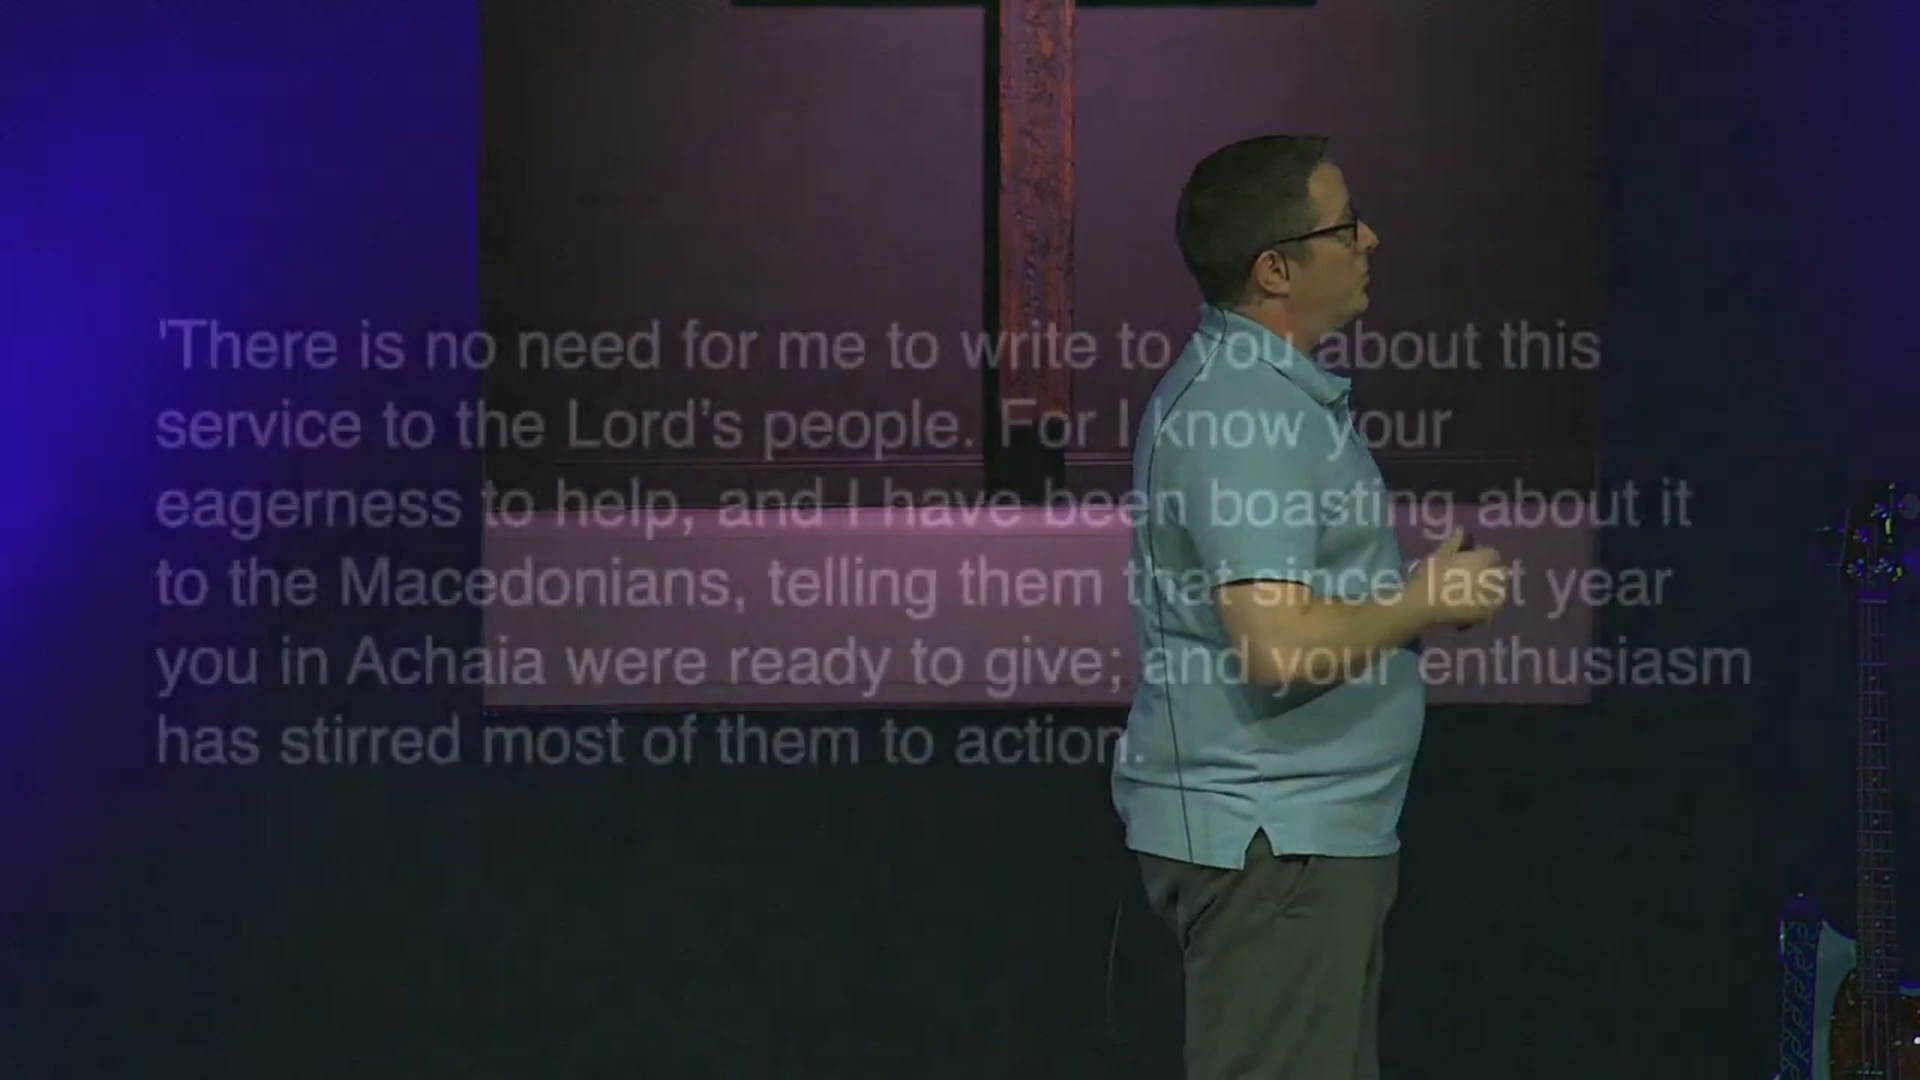 'There is no need for me to write to you about this
service to the Lord’s people. For I know your
eagerness to help, and I have been boasting about it
to the Macedonians, telling them that since last year
you in Achaia were ready to give; and your enthusiasm
has stirred most of them to action.